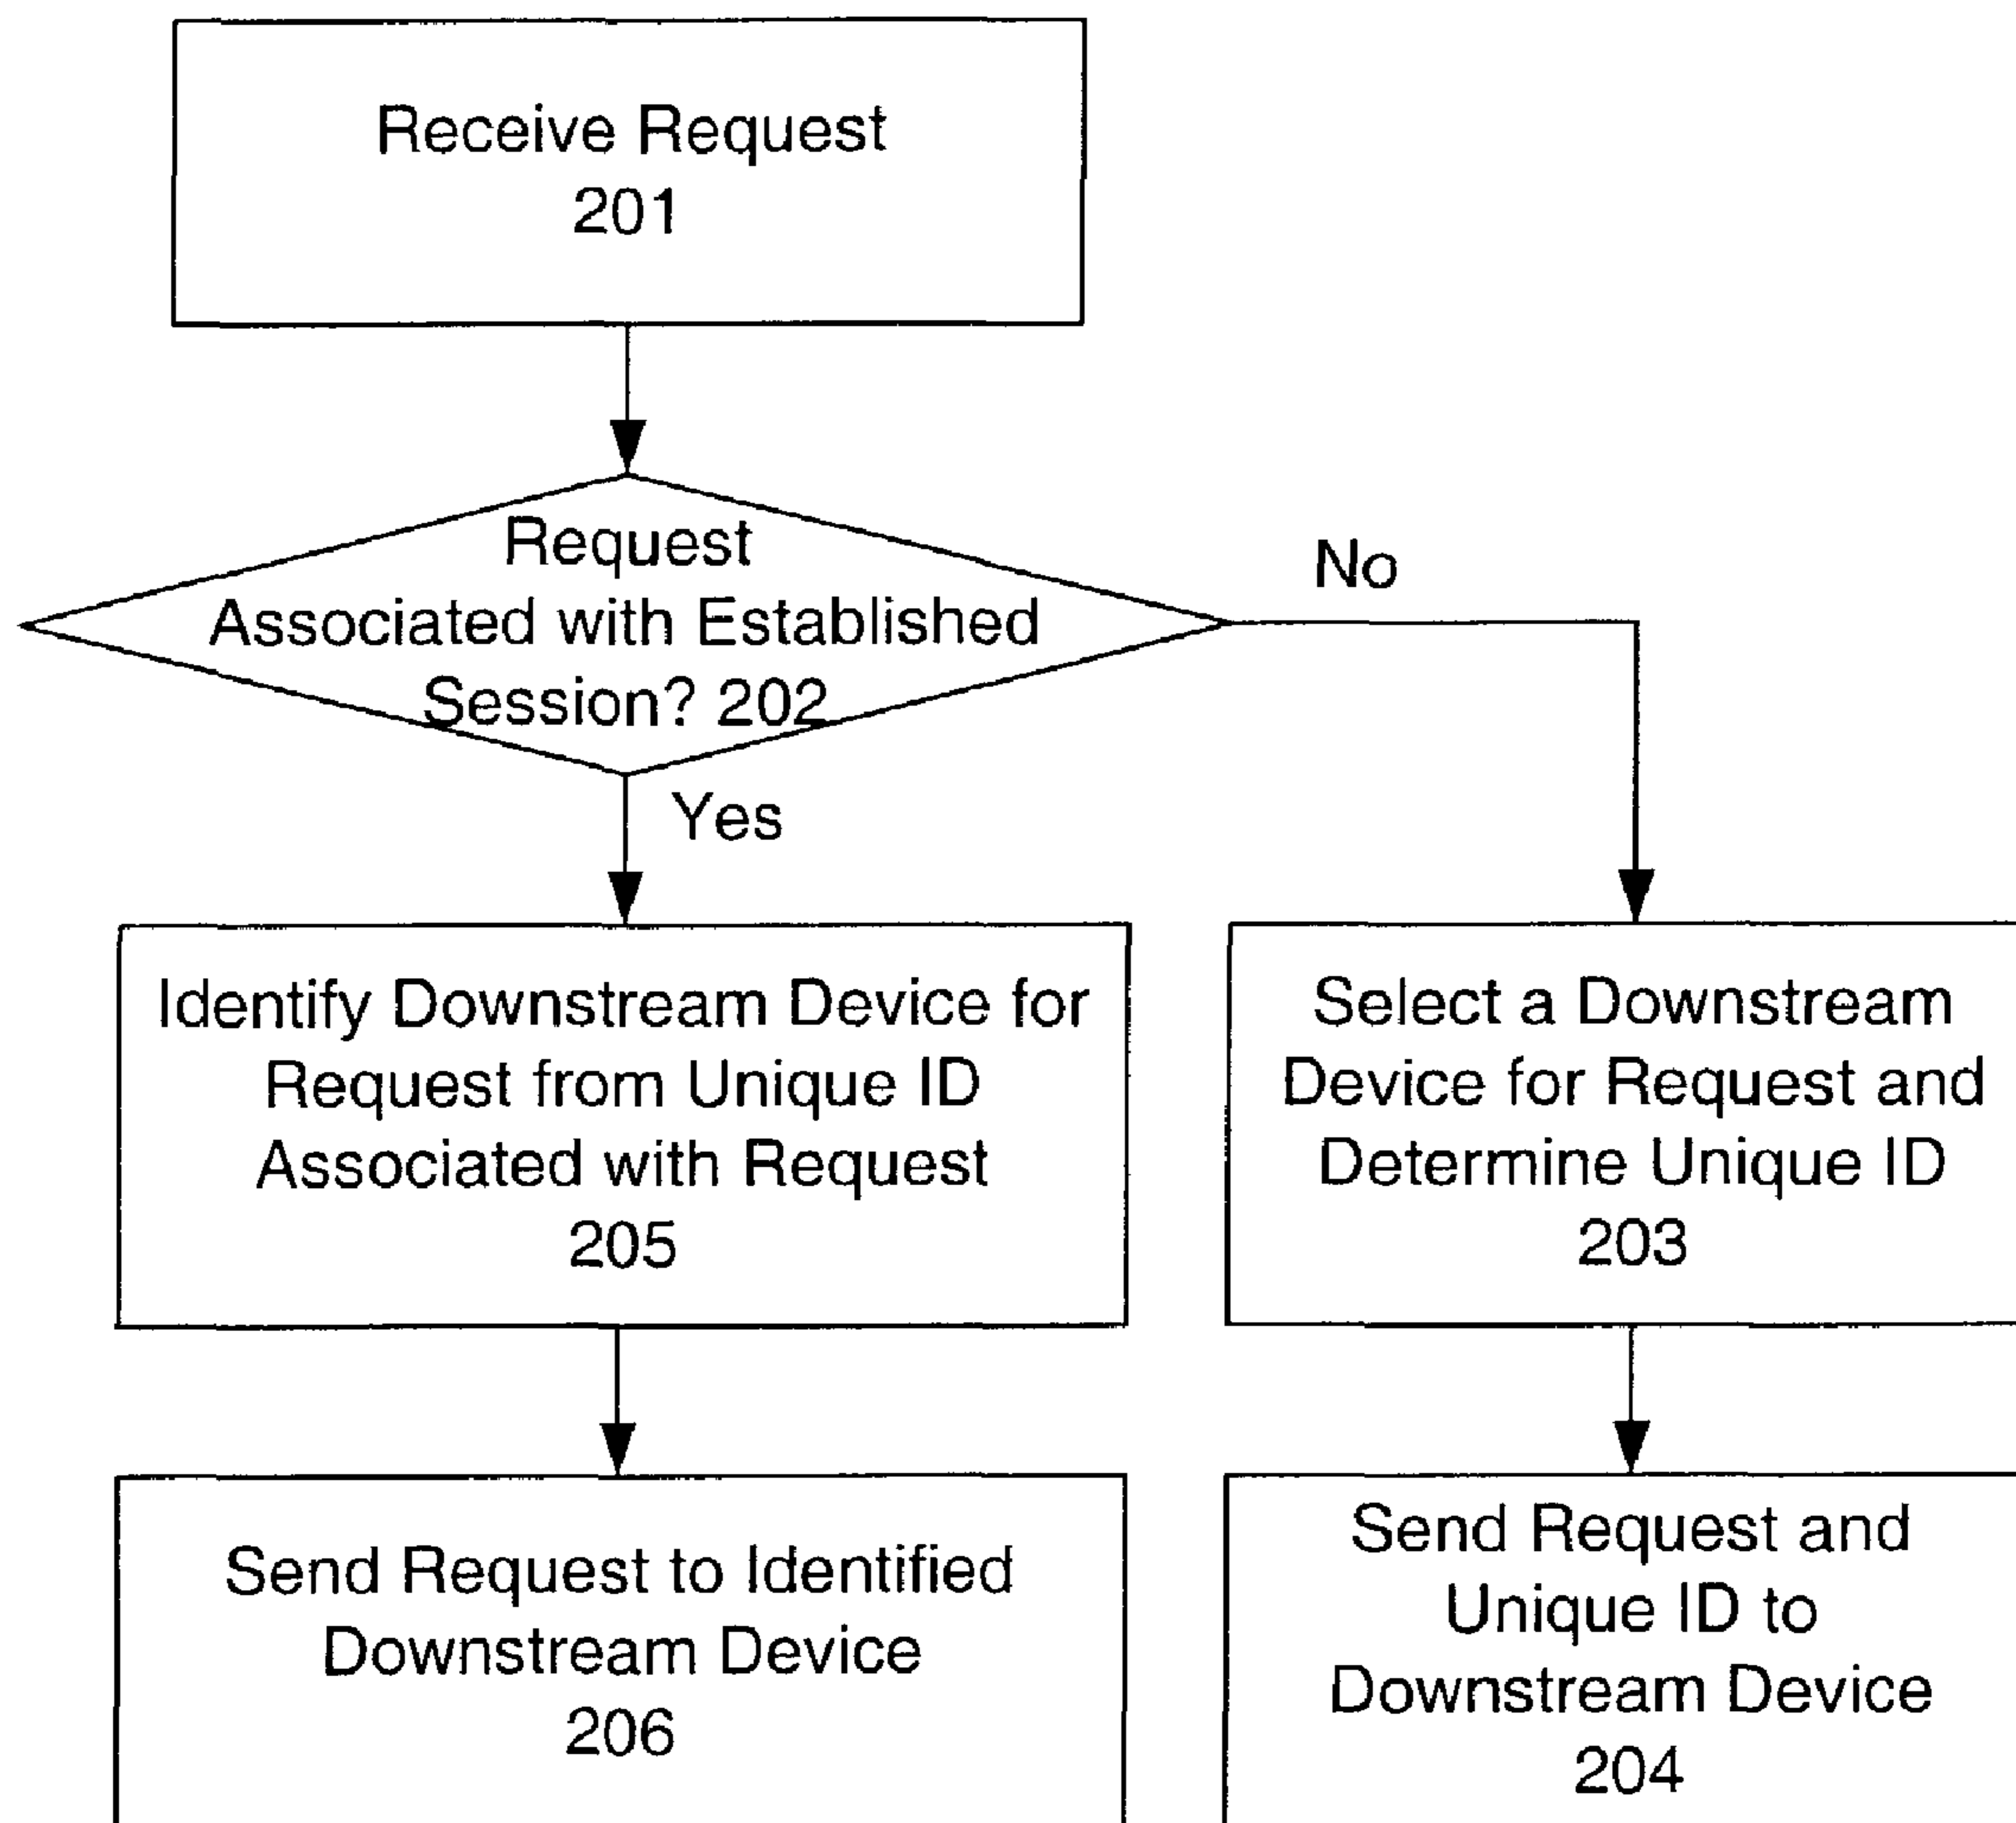 Receive Request
201
Request
Associated with Established
Session? 202
No
Yes
Identify Downstream Device for
Request from Unique ID
Associated with Request
205
Select a Downstream
Device for Request and
Determine Unique ID
203
Send Request to Identified
Downstream Device
206
Send Request and
Unique ID to
Downstream Device
204